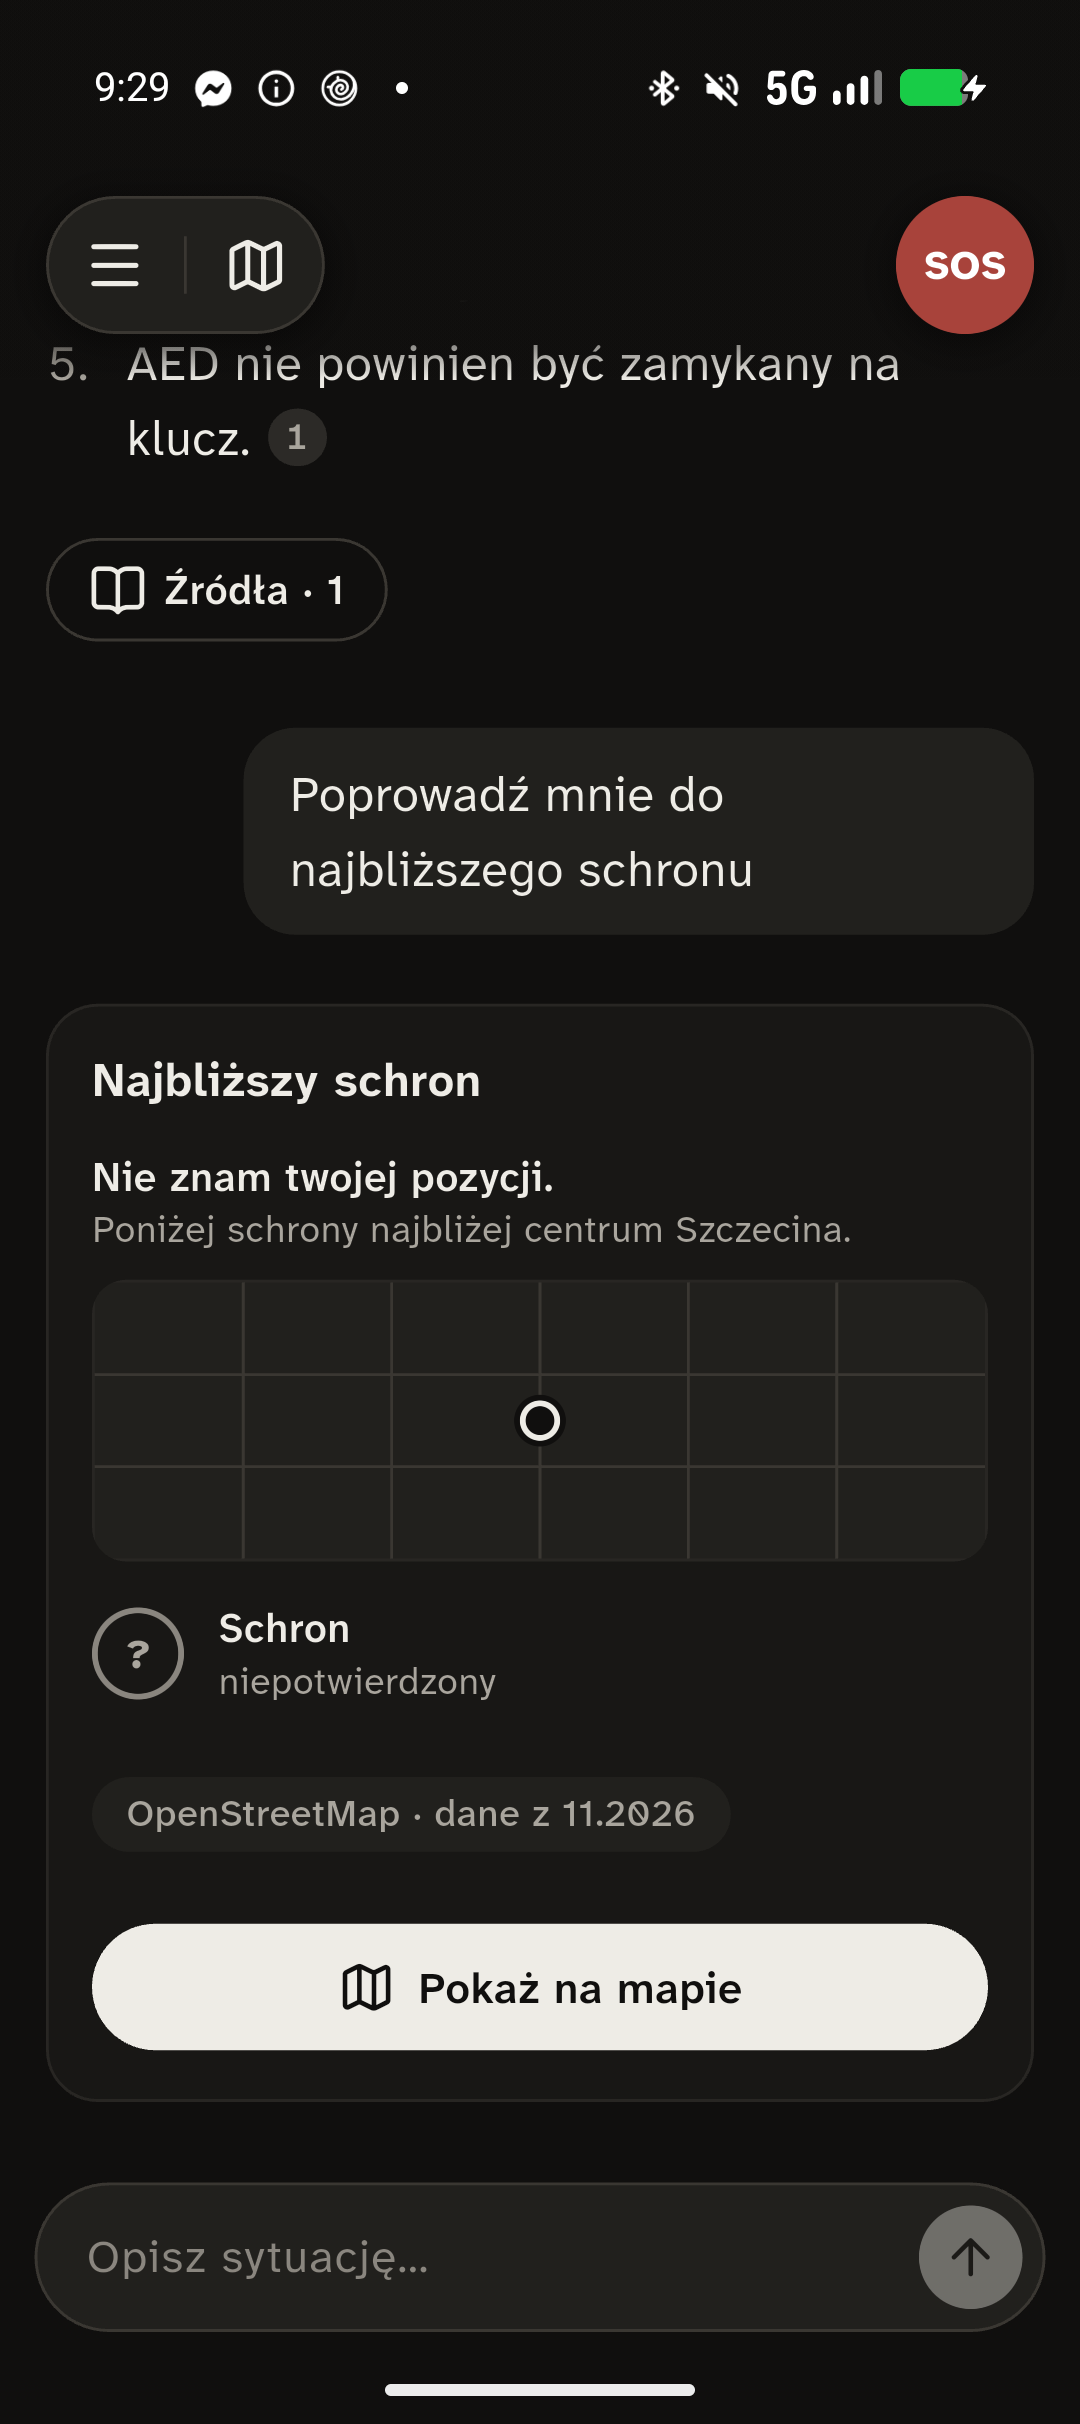 9:29
5G
SOS
5. AED nie powinien być zamykany na
klucz. 1
Źródła · 1
Poprowadź mnie do
najbliższego schronu
Najbliższy schron
Nie znam twojej pozycji.
Poniżej schrony najbliżej centrum Szczecina.
?
Schron
niepotwierdzony
OpenStreetMap · dane z 11.2026
Pokaż na mapie
Opisz sytuację...